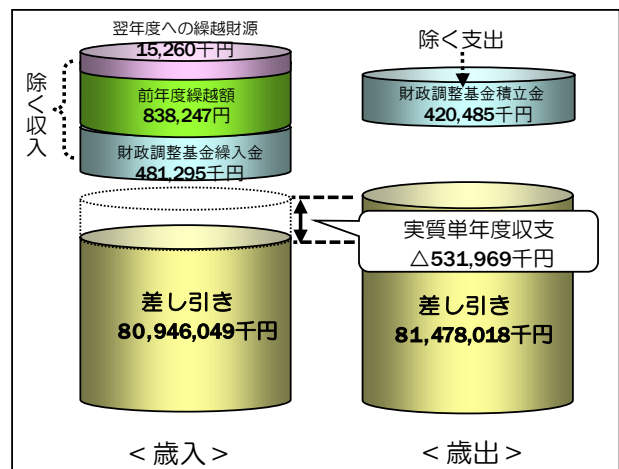 翌年度への繰越財源
15,260千円
除く収入
前年度繰越額
838,247円
財政調整基金繰入金
481,295千円
除く支出
財政調整基金積立金
420,485千円
実質単年度収支
△531,969千円
差し引き
80,946,049千円
差し引き
81,478,018千円
＜歳入＞
＜歳出＞